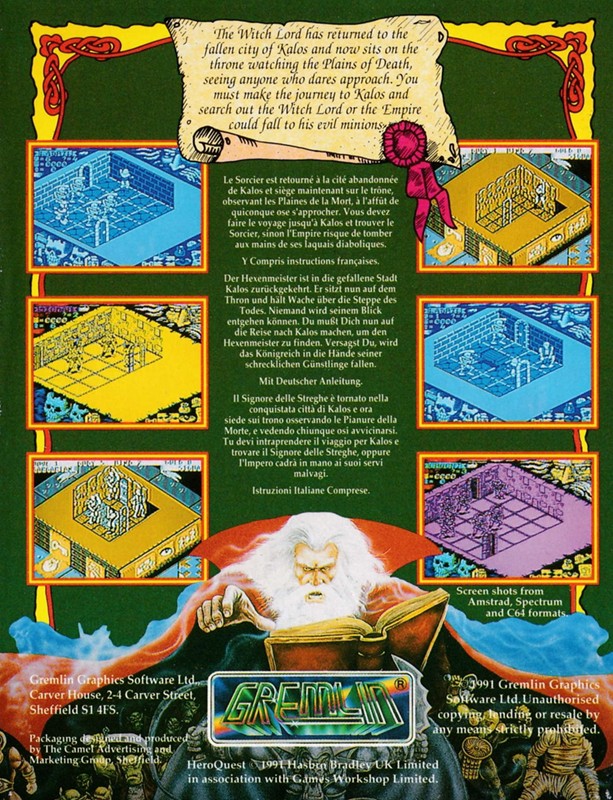 The Witch Lord has returned to the
fallen city of Kalos and now sits on the
throne watching the Plains of Death,
seeing anyone who dares approach. You
must make the journey to Kalos and
search out the Witch Lord or the Empire
could fall to his evil minions.
Le Sorcier est retourné à la cité abandonnée
de Kalos et siège maintenant sur le trône,
observant les Plaines de la Mort, à l'affût de
quiconque ose s'approcher. Vous devez
faire le voyage jusqu'à Kalos et trouver le
Sorcier, sinon l'Empire risque de tomber
aux mains de ses laquais diaboliques.
Y Compris instructions françaises.
Der Hexenmeister ist in die gefallene Stadt
Kalos zurückgekehrt. Er sitzt nun auf dem
Thron und hält Wache über die Steppe des
Todes. Niemand wird seinem Blick
entgehen können. Du mußt Dich nun auf
die Reise nach Kalos machen, um den
Hexenmeister zu finden. Versagst Du, wird
das Königreich in die Hände seiner
schrecklichen Günstlinge fallen.
Mit Deutscher Anleitung.
Il Signore delle Streghe è tornato nella
conquistata città di Kalos e ora
siede sui trono osservando le Pianure della
Morte, e vedendo chiunque osi avvicinarsi.
Tu devi intraprendere il viaggio per Kalos e
trovare il Signore delle Streghe, oppure
l'Impero cadrà in mano ai suoi servi
malvagi.
Istruzioni Italiane Comprese.
Screen shots from
Amstrad, Spectrum
and C64 formats.
Gremlin Graphics Software Ltd.,
Carver House, 2-4 Carver Street,
Sheffield S1 4FS.
Packaging designed and produced
by The Camel Advertising and
Marketing Group, Sheffield.
GREMLIN ®
© 1991 Gremlin Graphics
Software Ltd. Unauthorised
copying, lending or resale by
any means strictly prohibited.
HeroQuest © 1991 Hasbro Bradley UK Limited
in association with Games Workshop Limited.